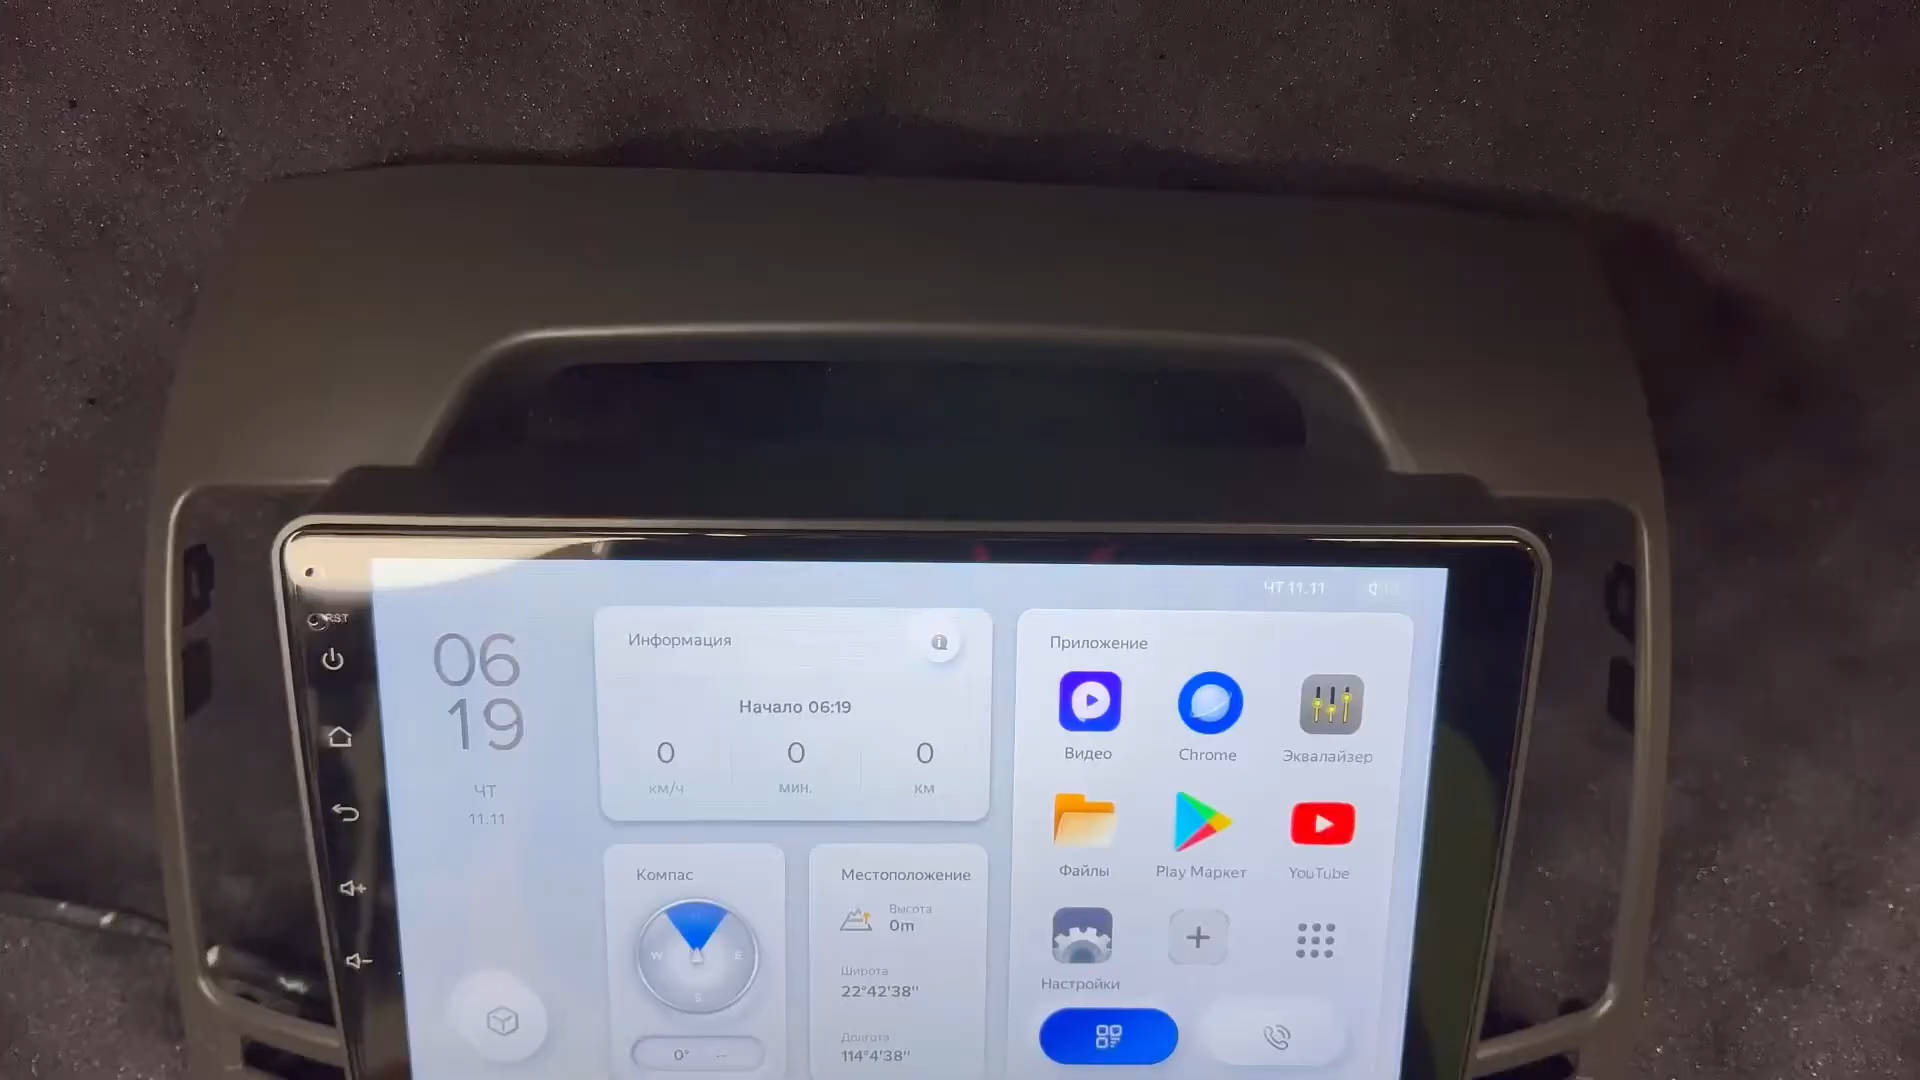 ЧТ 11.11
RST
06
19
ЧТ
11.11
Информация
Начало 06:19
0 0 0
км/ч мин. км
Компас
W E
S
0° --
Местоположение
Высота
0m
Широта
22°42'38"
Долгота
114°4'38"
Приложение
Видео Chrome Эквалайзер
Файлы Play Маркет YouTube
Настройки